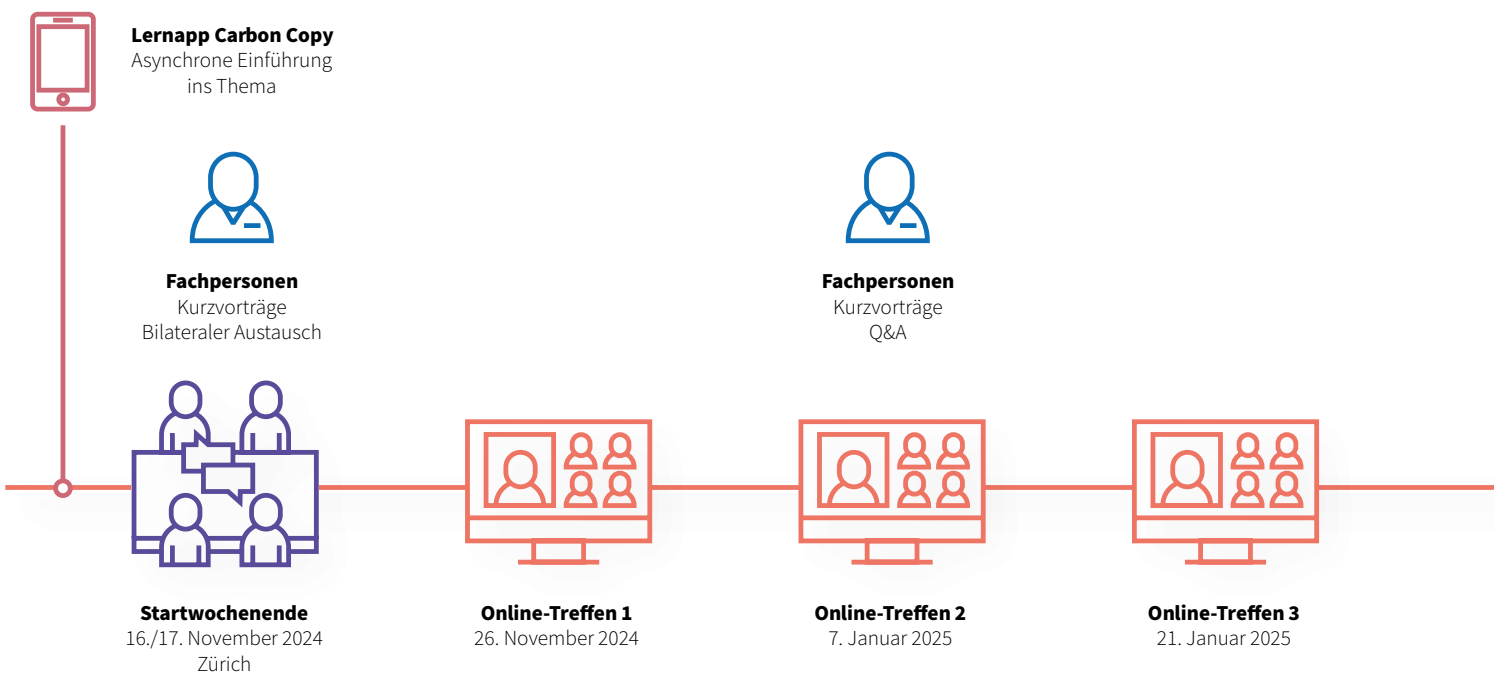 Lernapp Carbon Copy
Asynchrone Einführung
ins Thema
Fachpersonen
Kurzvorträge
Bilateraler Austausch
Fachpersonen
Kurzvorträge
Q&A
Startwochenende
16./17. November 2024
Zürich
Online-Treffen 1
26. November 2024
Online-Treffen 2
7. Januar 2025
Online-Treffen 3
21. Januar 2025